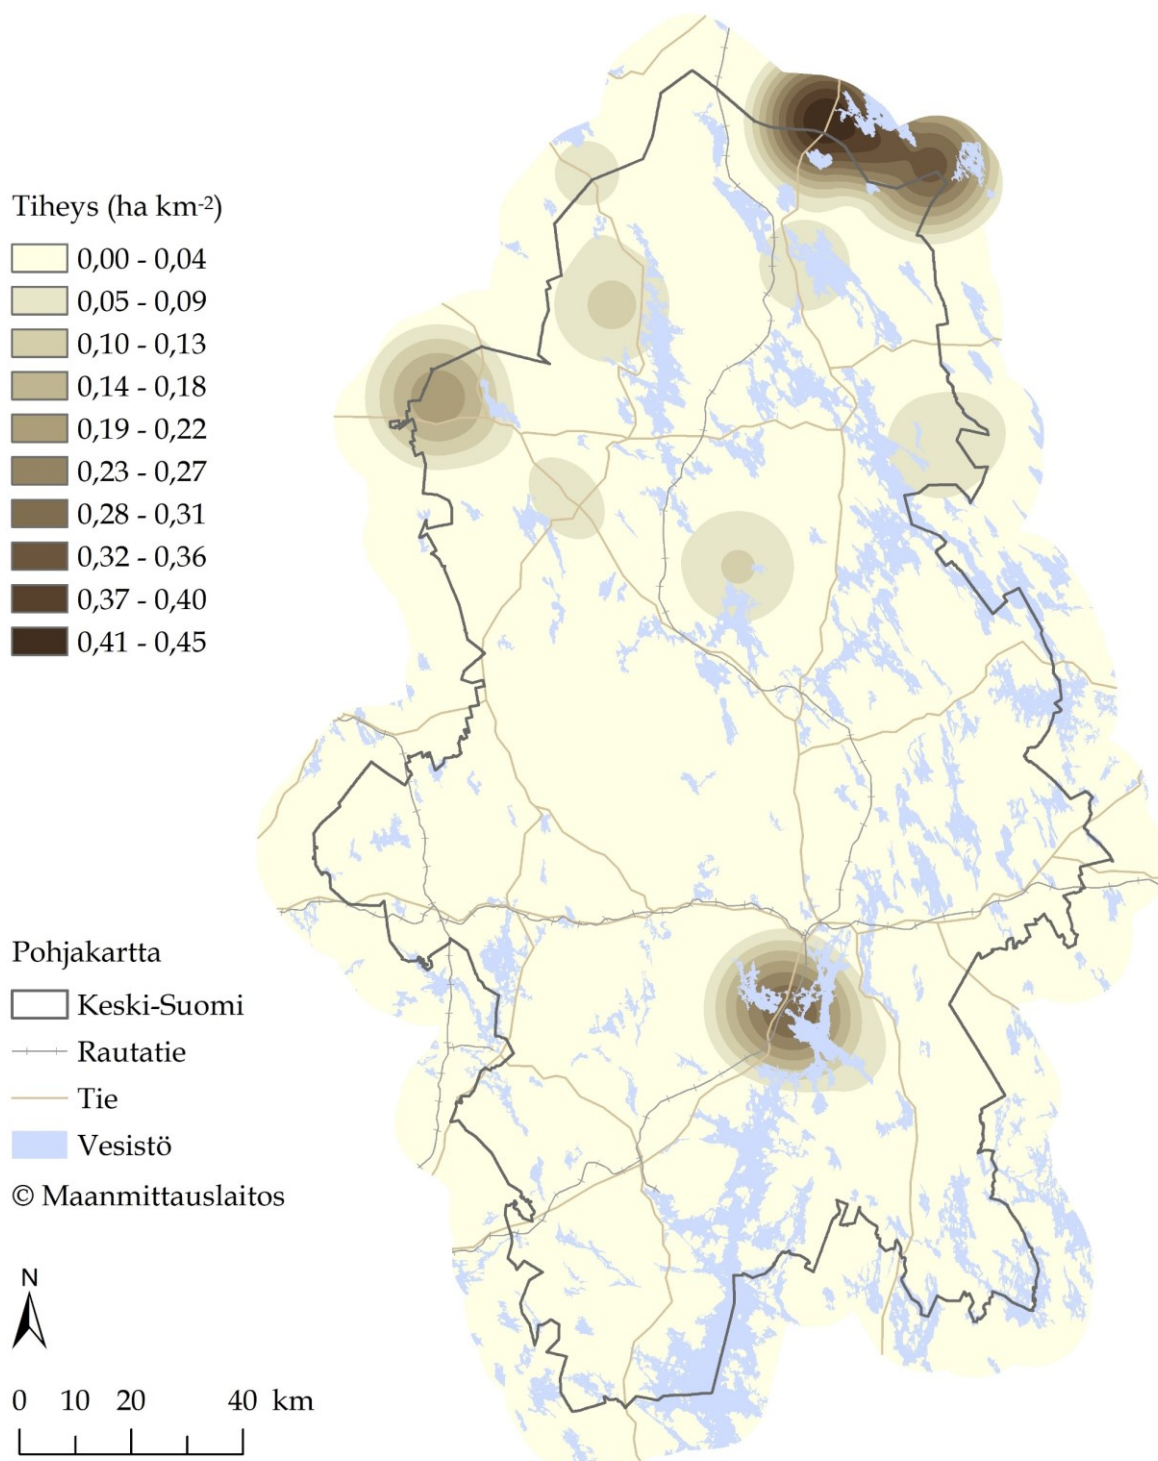 Tiheys (ha km⁻²)
0,00 - 0,04
0,05 - 0,09
0,10 - 0,13
0,14 - 0,18
0,19 - 0,22
0,23 - 0,27
0,28 - 0,31
0,32 - 0,36
0,37 - 0,40
0,41 - 0,45
Pohjakartta
Keski-Suomi
Rautatie
Tie
Vesistö
© Maanmittauslaitos
N
0 10 20 40 km